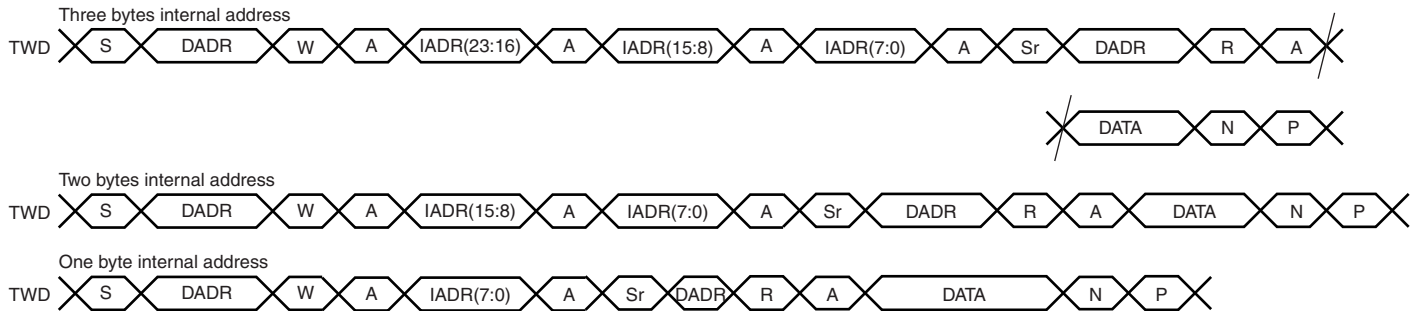 Three bytes internal address
TWD S DADR W A IADR(23:16) A IADR(15:8) A IADR(7:0) A Sr DADR R A
DATA N P
Two bytes internal address
TWD S DADR W A IADR(15:8) A IADR(7:0) A Sr DADR R A DATA N P
One byte internal address
TWD S DADR W A IADR(7:0) A Sr DADR R A DATA N P